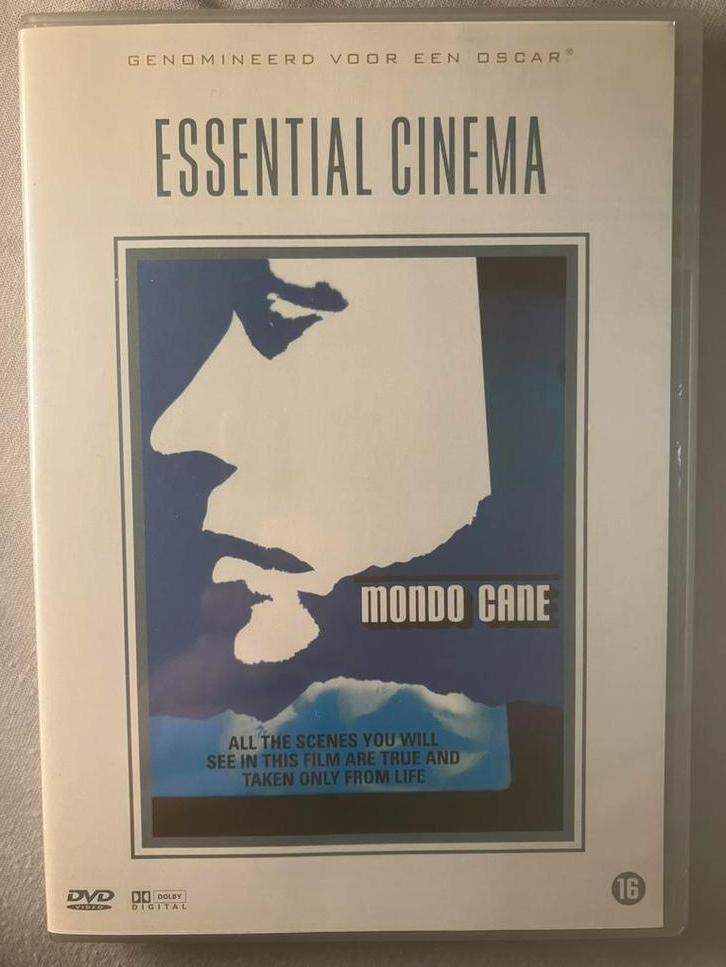 GENOMINEERD VOOR EEN OSCAR®
ESSENTIAL CINEMA
MONDO CANE
ALL THE SCENES YOU WILL
SEE IN THIS FILM ARE TRUE AND
TAKEN ONLY FROM LIFE
DVD
VIDEO
DOLBY
DIGITAL
16